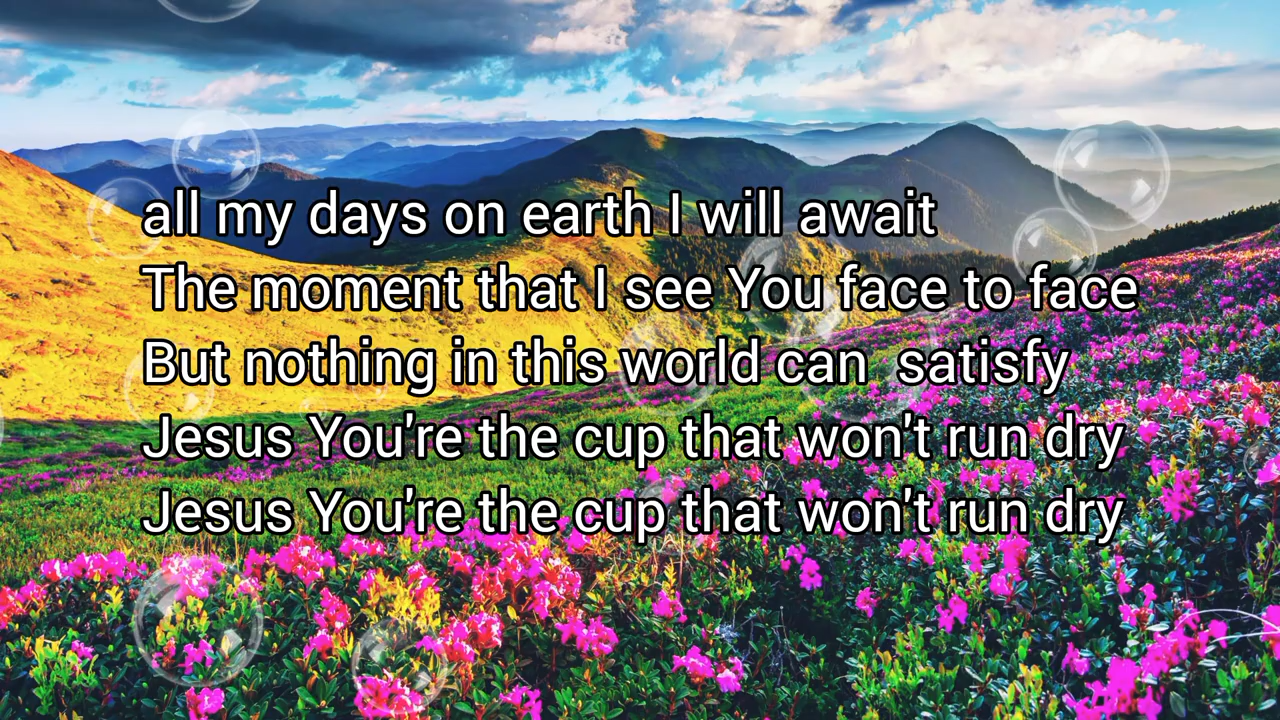 all my days on earth I will await
The moment that I see You face to face
But nothing in this world can  satisfy
Jesus You're the cup that won't run dry
Jesus You're the cup that won't run dry